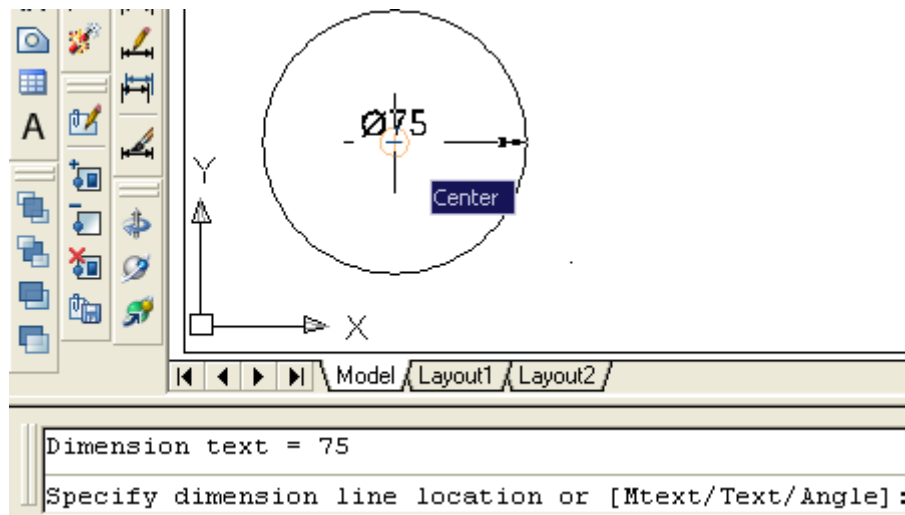 A
Ø75
Center
Y
X
Model
Layout1
Layout2
Dimension text = 75
Specify dimension line location or [Mtext/Text/Angle]: